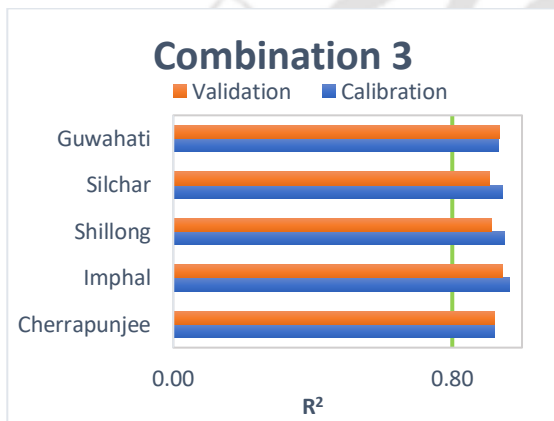 Combination 3
Validation Calibration
Guwahati
Silchar
Shillong
Imphal
Cherrapunjee
0.00 0.80
R²